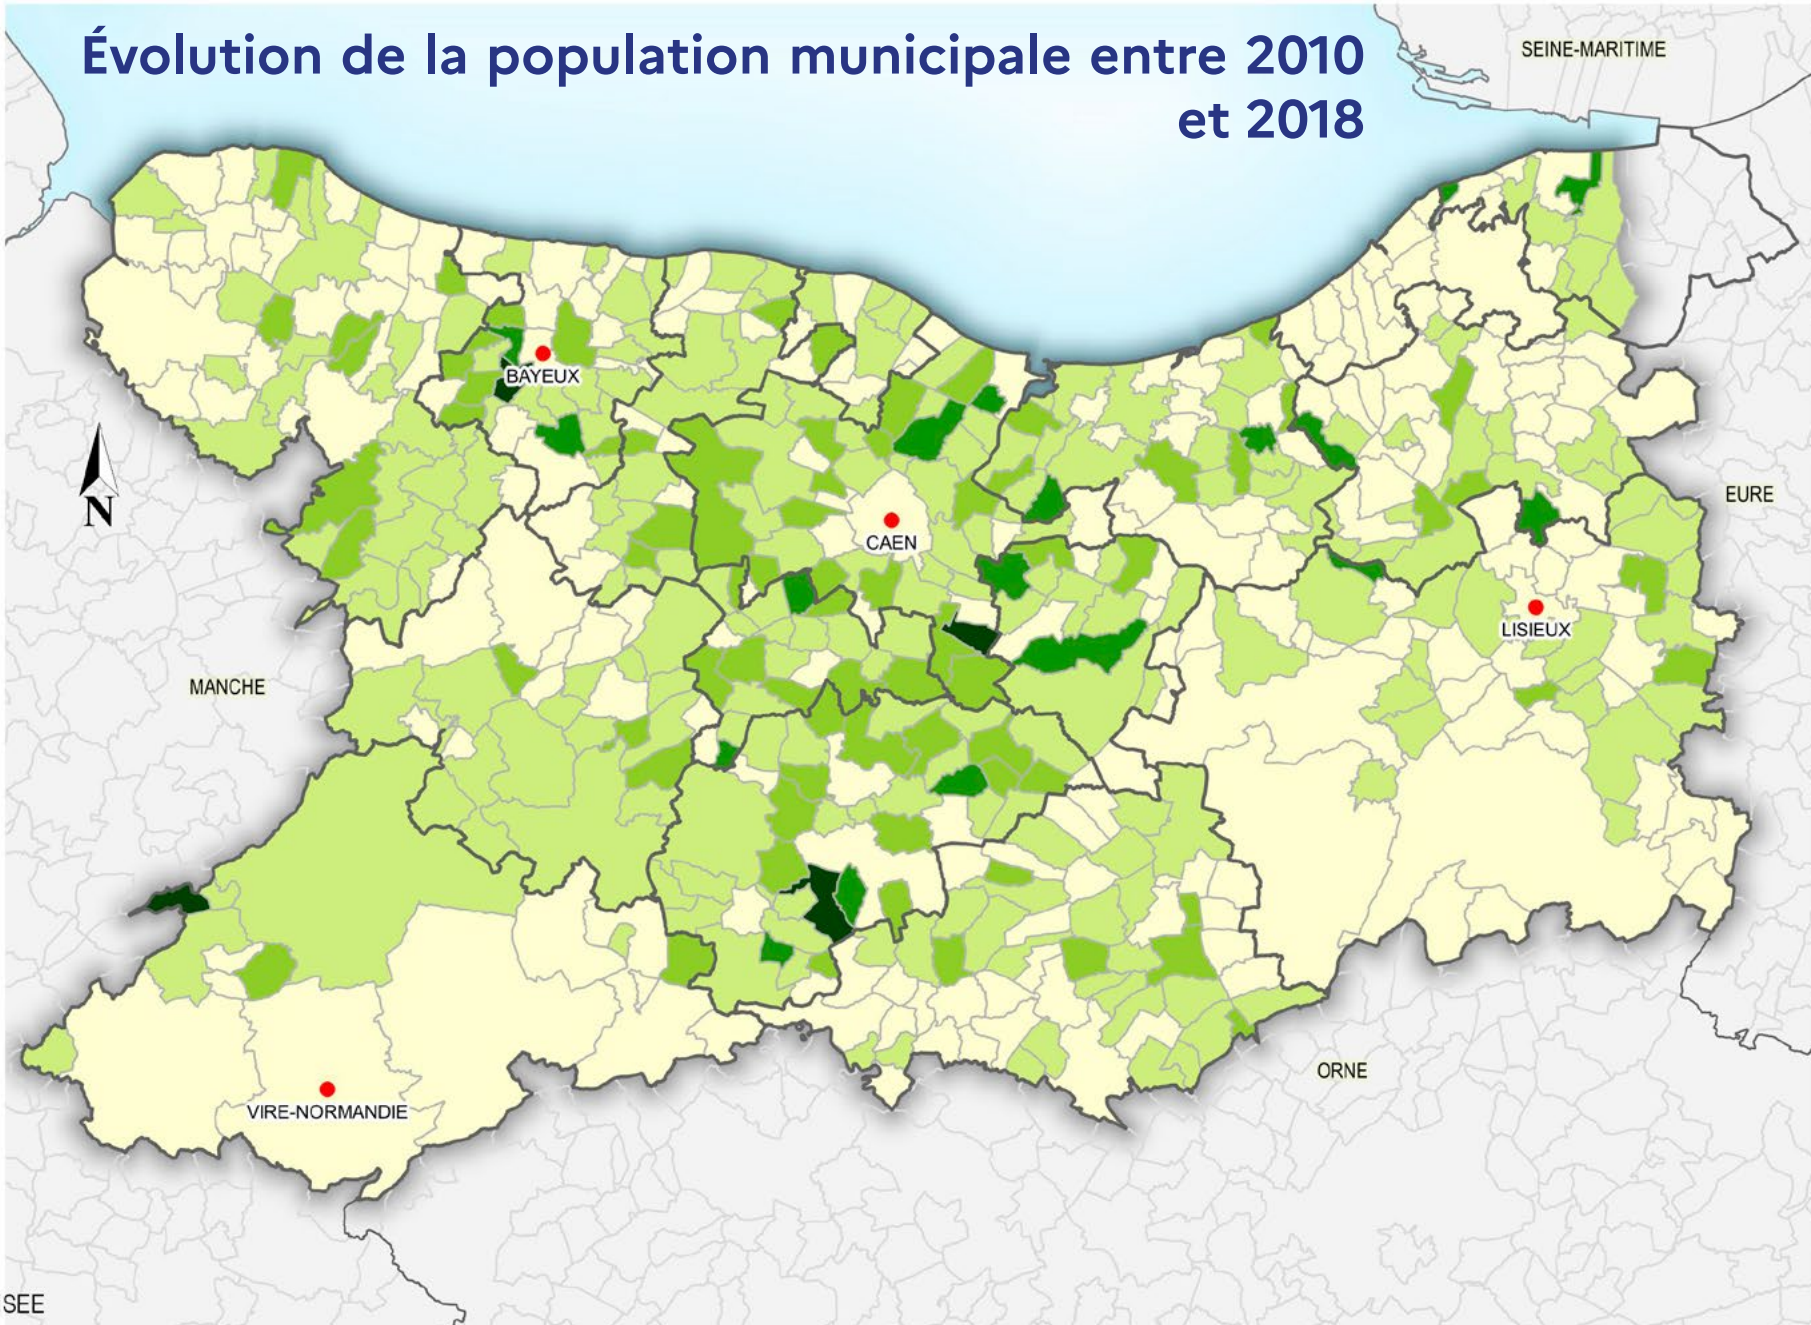 Évolution de la population municipale entre 2010
et 2018
SEINE-MARITIME
BAYEUX
EURE
N
CAEN
LISIEUX
MANCHE
ORNE
VIRE-NORMANDIE
SEE